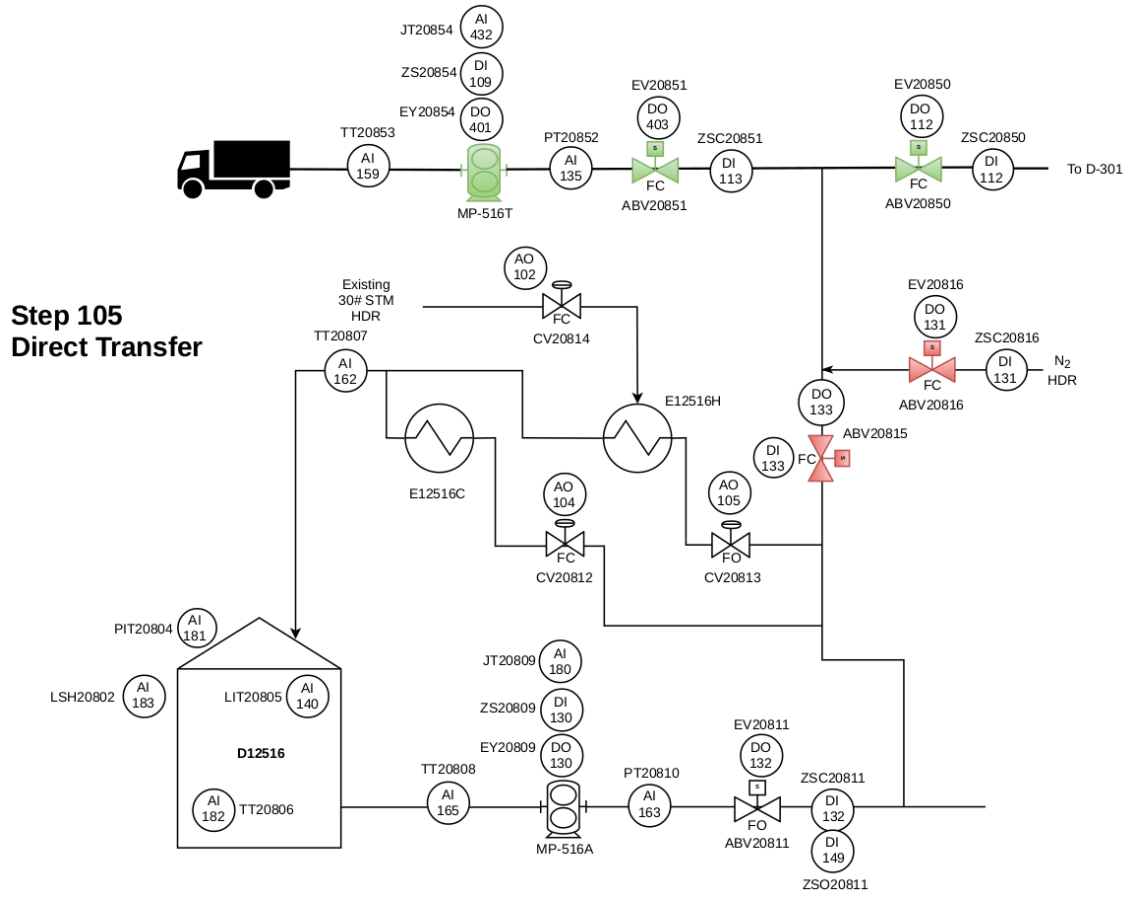 AI
432
JT20854
DI
109
ZS20854
DO
401
EY20854
TT20853
AI
159
MP-516T
PT20852
AI
135
EV20851
DO
403
S
FC
ABV20851
ZSC20851
DI
113
EV20850
DO
112
S
FC
ABV20850
ZSC20850
DI
112
To D-301
Step 105
Direct Transfer
Existing
30# STM
HDR
AO
102
FC
CV20814
TT20807
AI
162
E12516C
E12516H
EV20816
DO
131
S
FC
ABV20816
ZSC20816
DI
131
N2
HDR
DO
133
ABV20815
DI
133
FC
S
AO
104
FC
CV20812
AO
105
FO
CV20813
PIT20804
AI
181
LSH20802
AI
183
LIT20805
AI
140
D12516
AI
182
TT20806
JT20809
AI
180
ZS20809
DI
130
EY20809
DO
130
TT20808
AI
165
MP-516A
PT20810
AI
163
EV20811
DO
132
S
FO
ABV20811
ZSC20811
DI
132
DI
149
ZSO20811